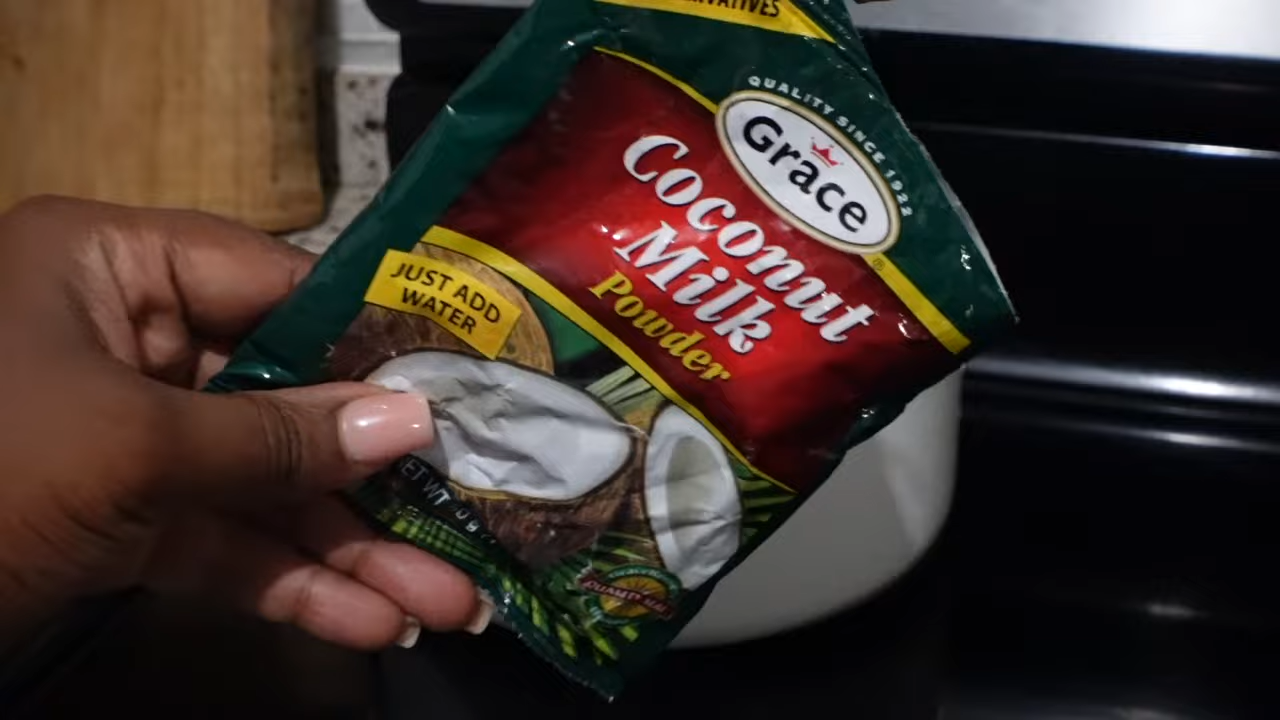 QUALITY SINCE 1922
Grace
Coconut
Milk
Powder
JUST ADD
WATER